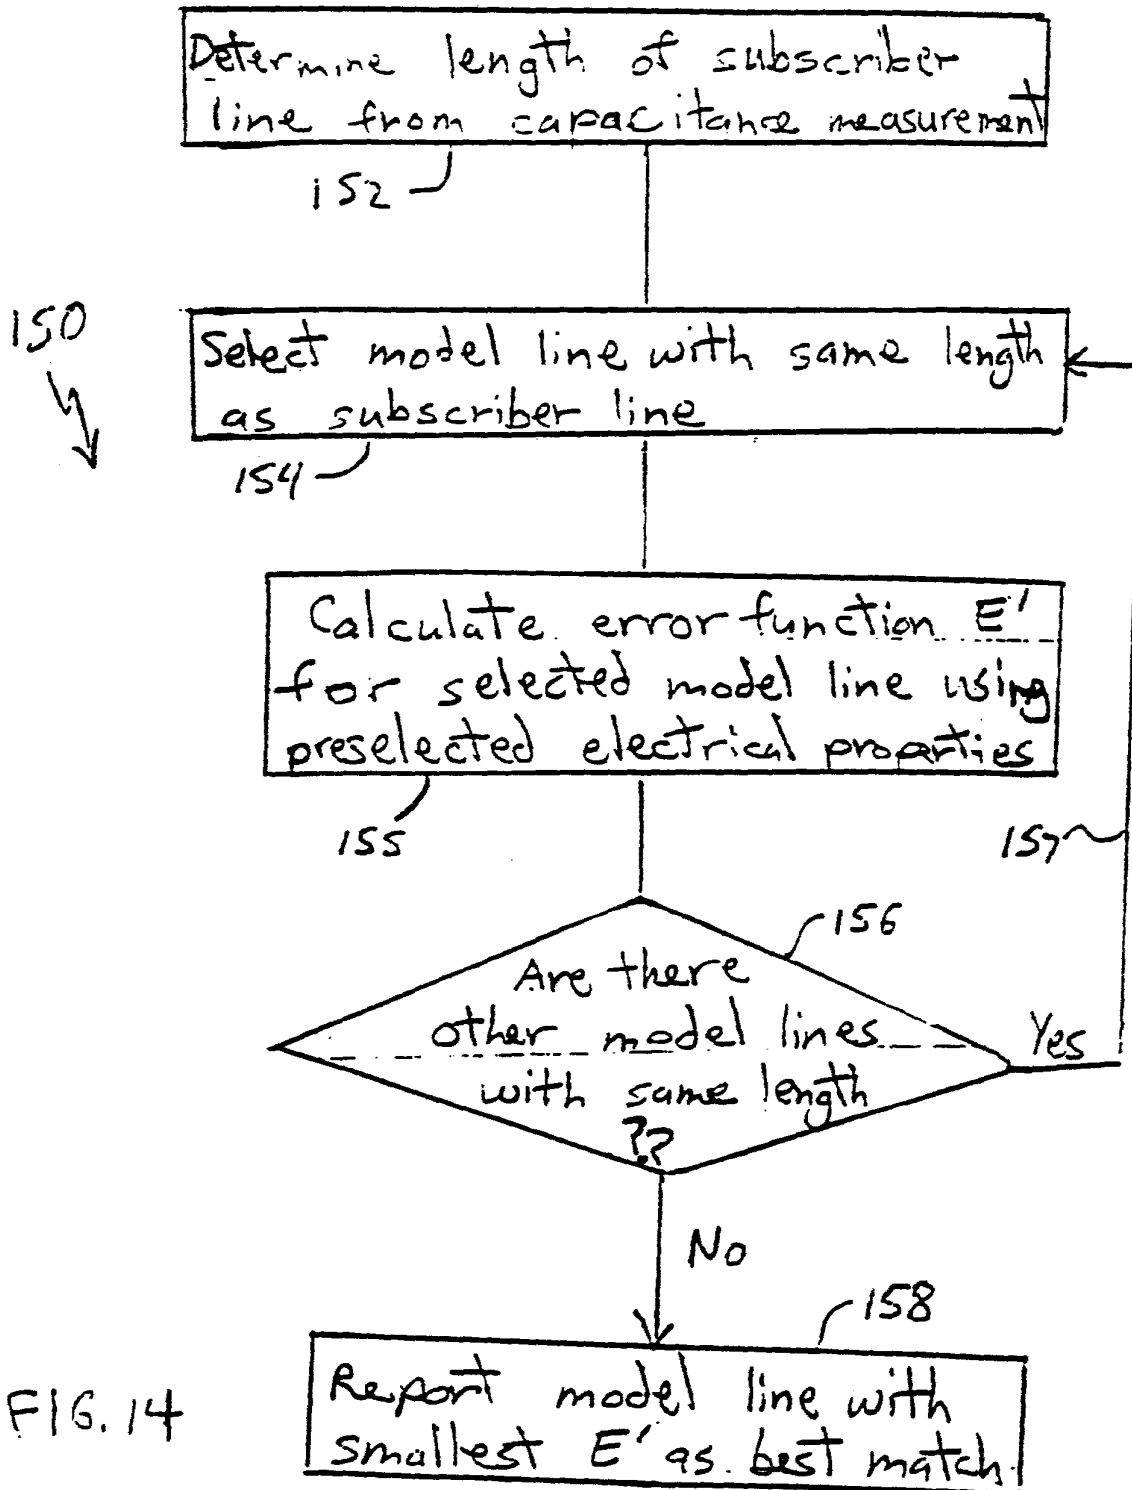 Determine length of subscriber
line from capacitance measurement
152
150
Select model line with same length
as subscriber line
154
Calculate error function E'
for selected model line using
preselected electrical properties
155
157
156
Are there
other model lines
with same length
??
Yes
No
158
Report model line with
smallest E' as best match.
FIG. 14